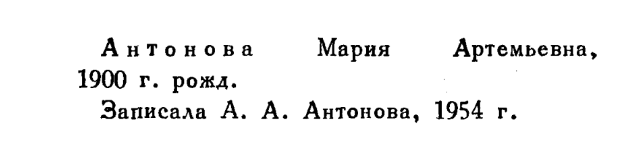 Антонова Мария Артемьевна,
1900 г. рожд.
Записала А. А. Антонова, 1954 г.